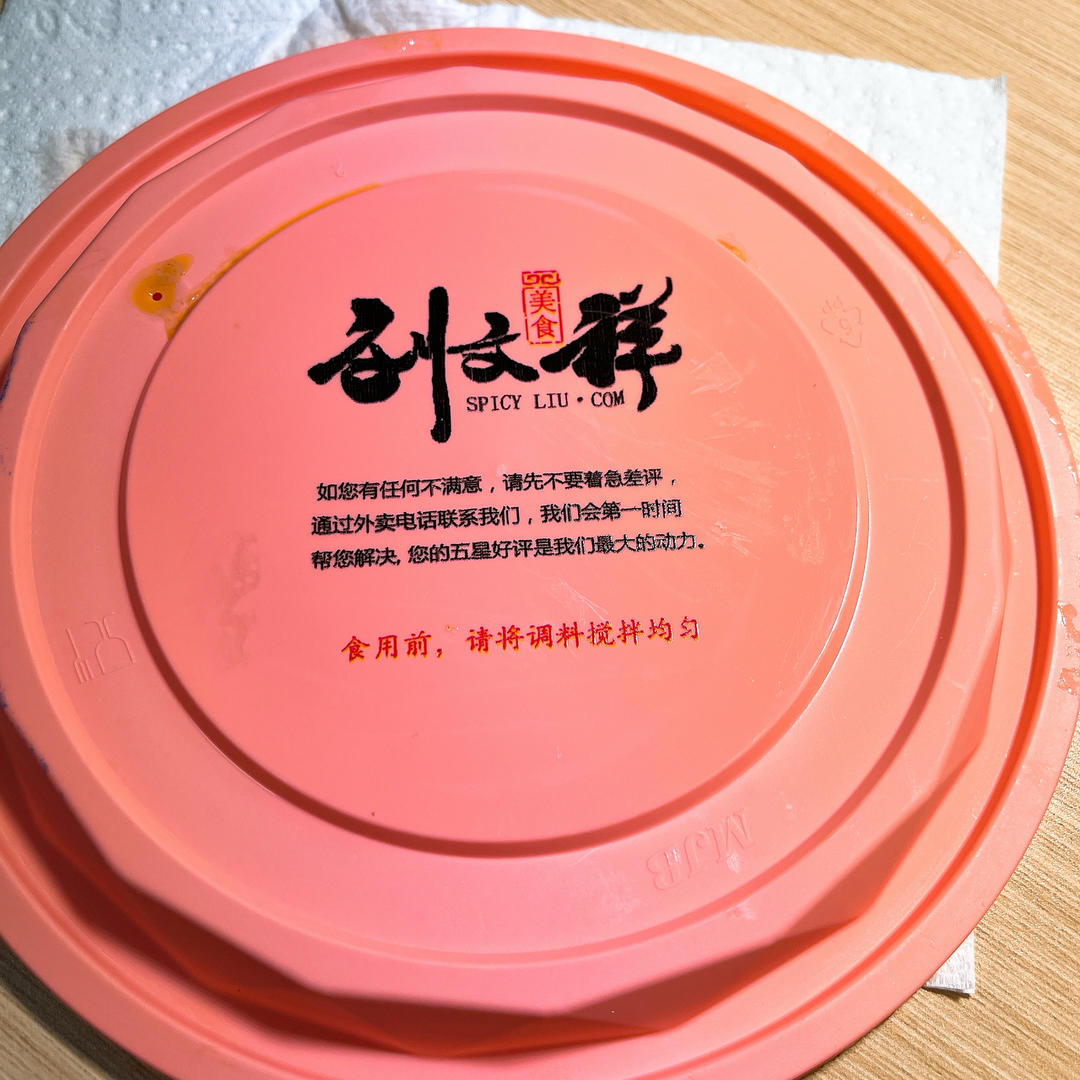 刘文祥
美食
SPICY LIU·COM
如您有任何不满意，请先不要着急差评，
通过外卖电话联系我们，我们会第一时间
帮您解决，您的五星好评是我们最大的动力。
食用前，请将调料搅拌均匀
MJB